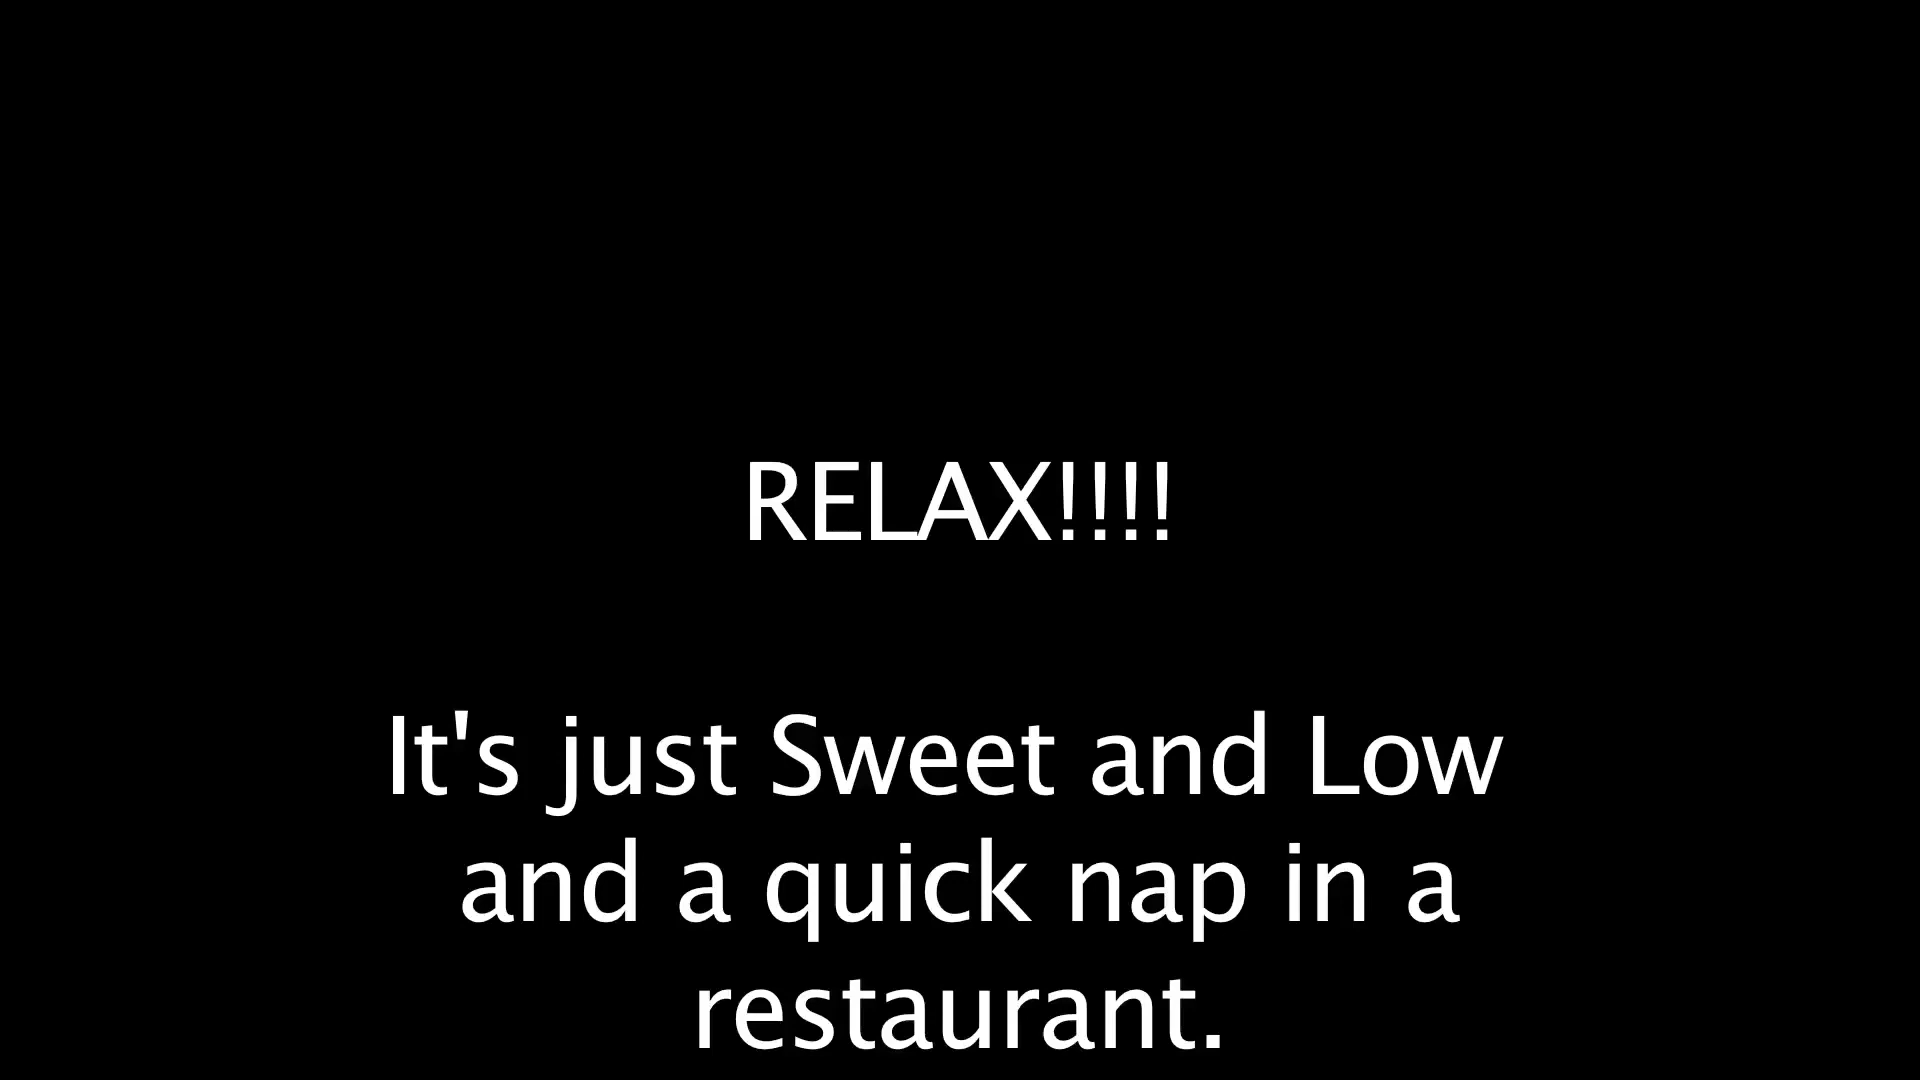 RELAX!!!!
It's just Sweet and Low
and a quick nap in a
restaurant.